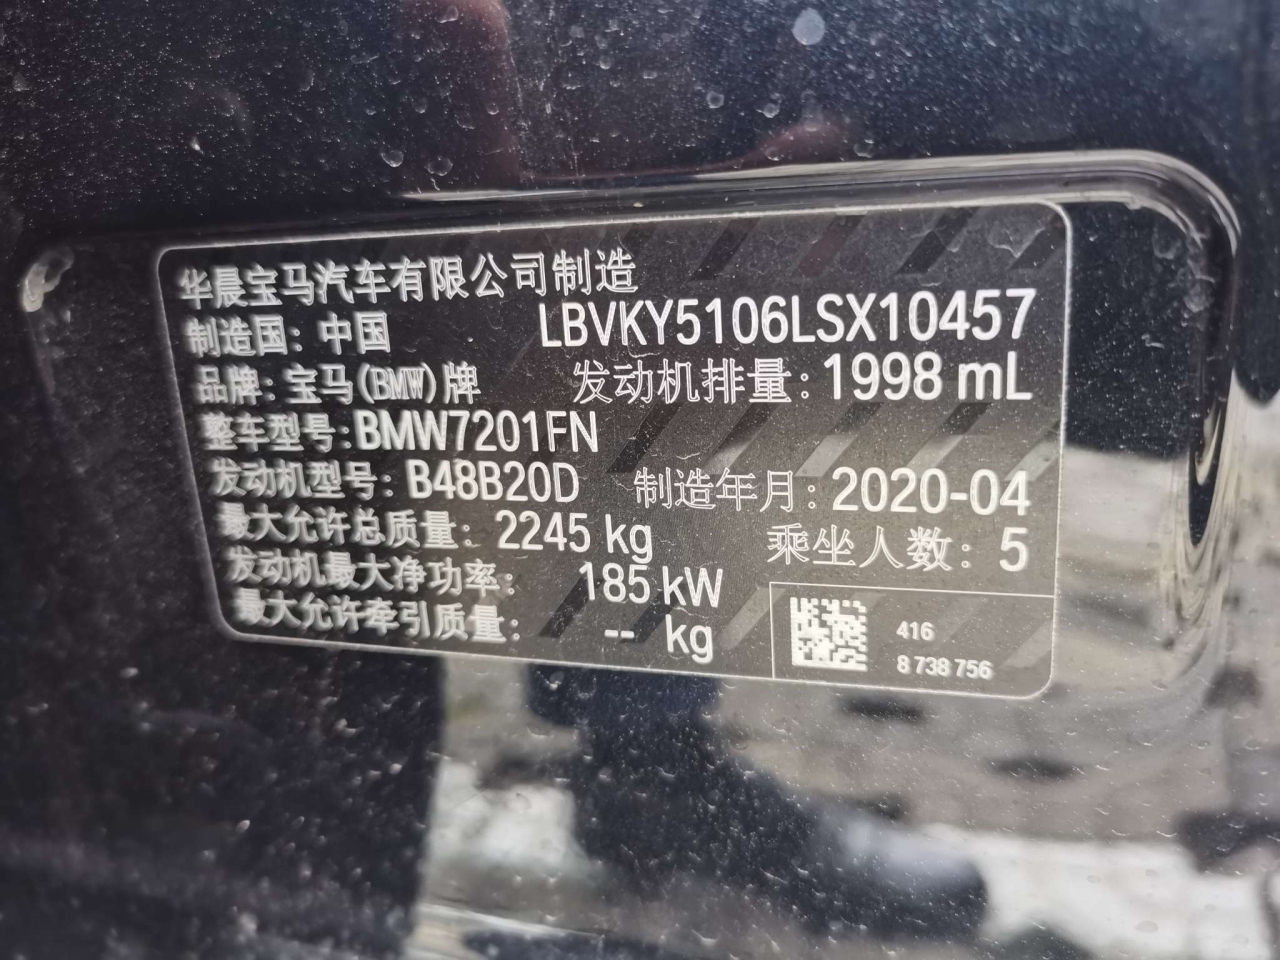 华晨宝马汽车有限公司制造
制造国: 中国 LBVKY5106LSX10457
品牌: 宝马(BMW)牌 发动机排量: 1998 mL
整车型号: BMW7201FN
发动机型号: B48B20D 制造年月: 2020-04
最大允许总质量: 2245 kg 乘坐人数: 5
发动机最大净功率: 185 kW
最大允许牵引质量: -- kg
416
8 738 756